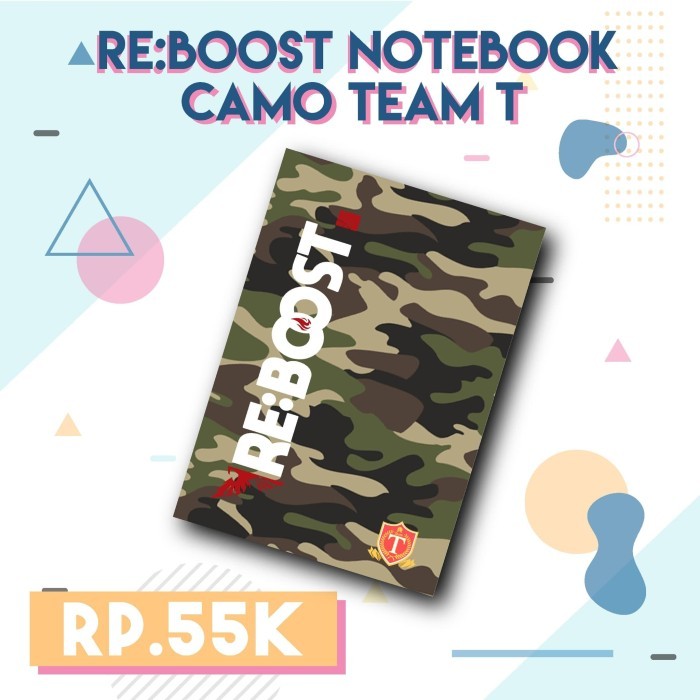 RE:BOOST NOTEBOOK
CAMO TEAM T
RE:BOOST.
T
RP.55K